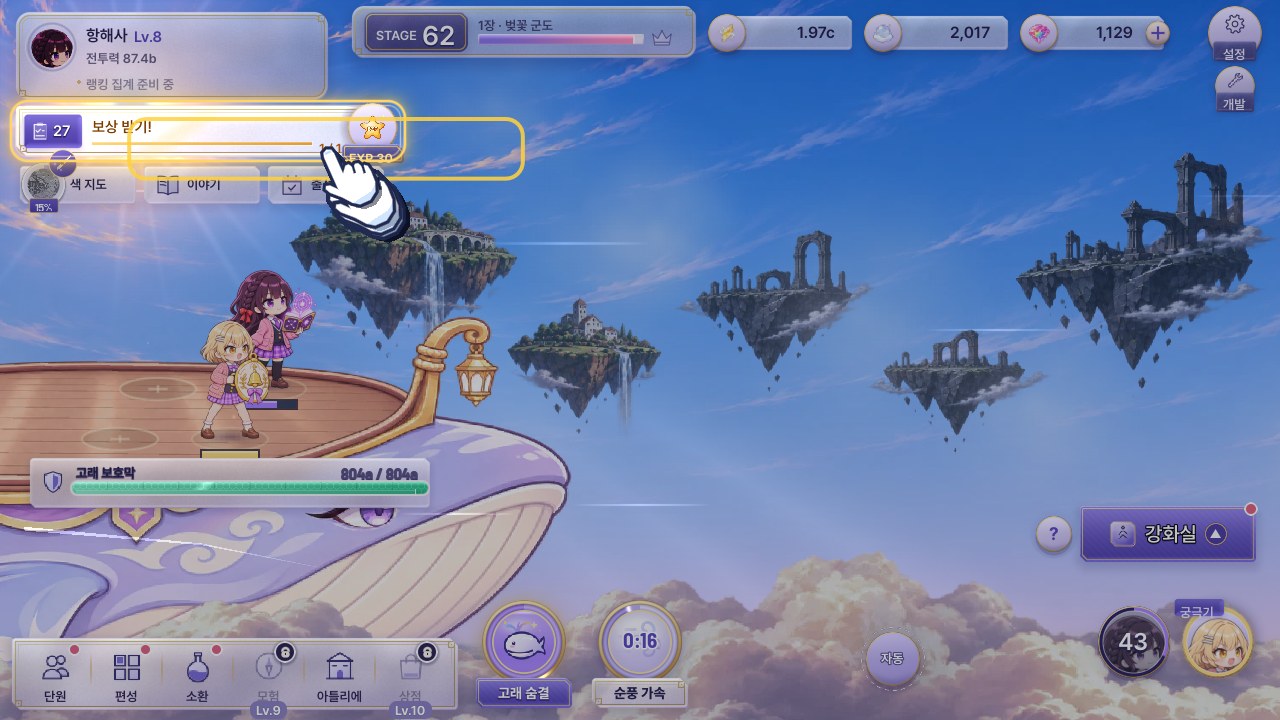 항해사 Lv.8
전투력 87.4b
* 랭킹 집계 준비 중
STAGE 62
1장 · 벚꽃 군도
1.97c
2,017
1,129
설정
개발
27
보상 받기!
EXP 30
색 지도
15%
이야기
고래 보호막
804a / 804a
?
강화실
단원
편성
소환
모험
Lv.9
아틀리에
상점
Lv.10
고래 숨결
0:16
순풍 가속
자동
43
궁극기